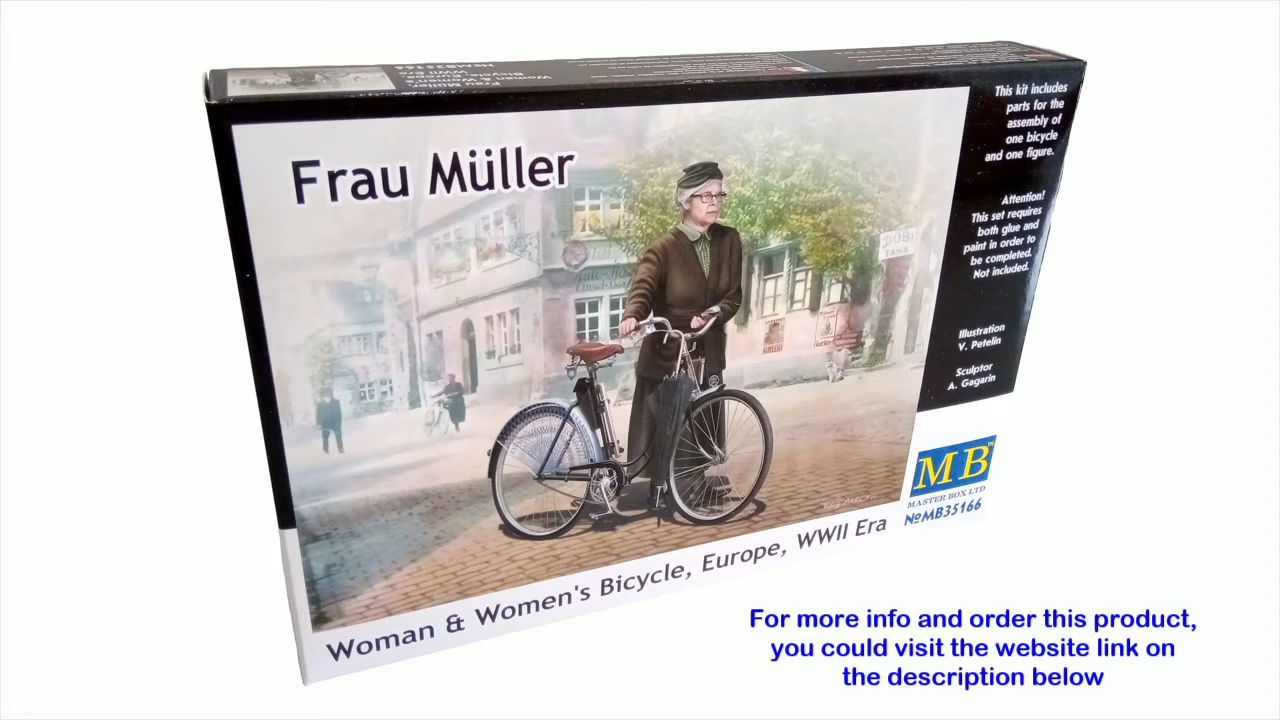 Frau Müller
This kit includes
parts for the
assembly of
one bicycle
and one figure.
Attention!
This set requires
both glue and
paint in order to
be completed.
Not included.
Illustration
V. Petelin
Sculptor
A. Gagarin
DOBI
TANK
MB
MASTER BOX LTD
№MB35166
Woman & Women's Bicycle, Europe, WWII Era
For more info and order this product,
you could visit the website link on
the description below